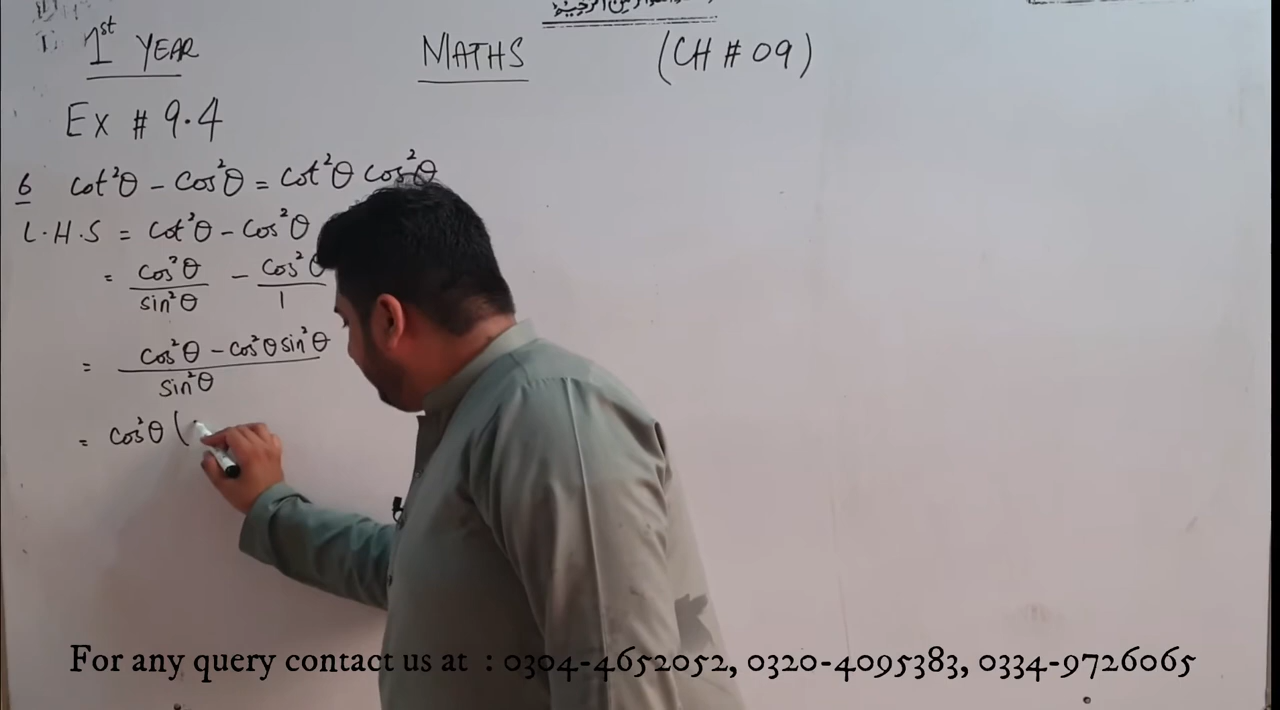 1st YEAR MATHS (CH # 09)
Ex # 9.4
6 cot²θ - cos²θ = cot²θ cos²θ
L.H.S = cot²θ - cos²θ
= cos²θ/sin²θ - cos²θ/1
= cos²θ - cos²θ sin²θ / sin²θ
= cos²θ (
For any query contact us at : 0304-4652052, 0320-4095383, 0334-9726065